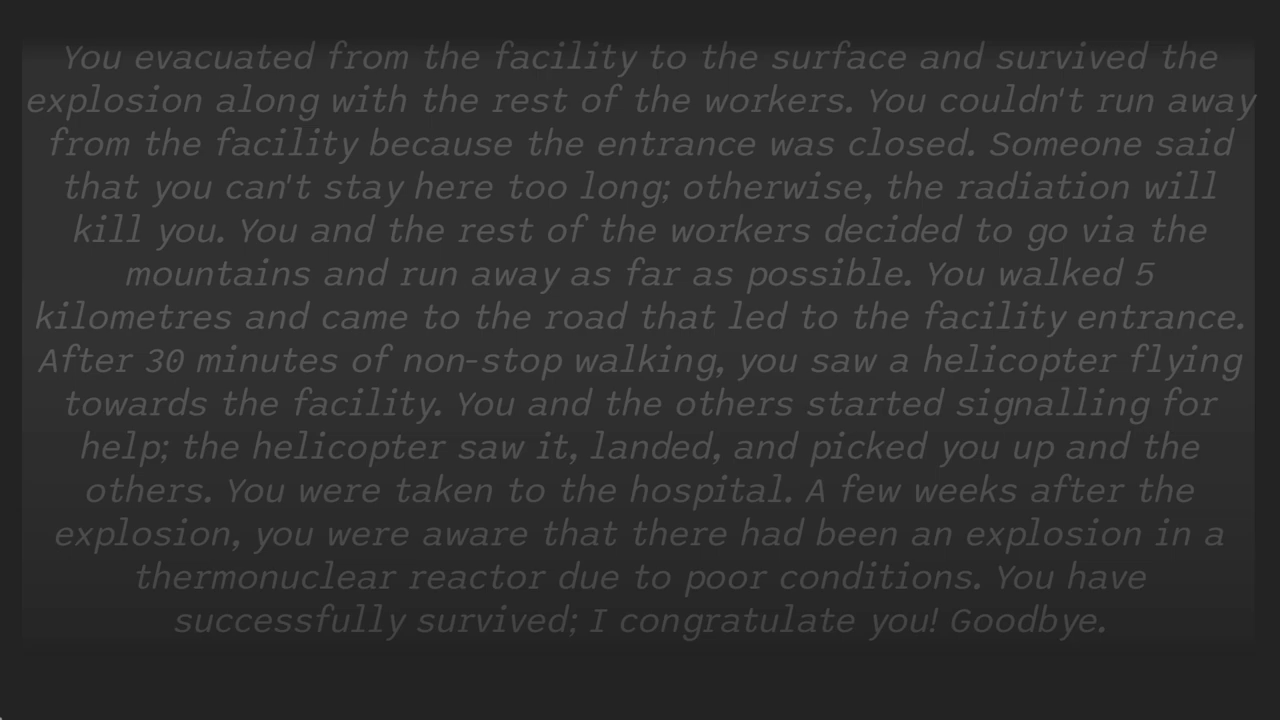 You evacuated from the facility to the surface and survived the
explosion along with the rest of the workers. You couldn't run away
from the facility because the entrance was closed. Someone said
that you can't stay here too long; otherwise, the radiation will
kill you. You and the rest of the workers decided to go via the
mountains and run away as far as possible. You walked 5
kilometres and came to the road that led to the facility entrance.
After 30 minutes of non-stop walking, you saw a helicopter flying
towards the facility. You and the others started signalling for
help; the helicopter saw it, landed, and picked you up and the
others. You were taken to the hospital. A few weeks after the
explosion, you were aware that there had been an explosion in a
thermonuclear reactor due to poor conditions. You have
successfully survived; I congratulate you! Goodbye.